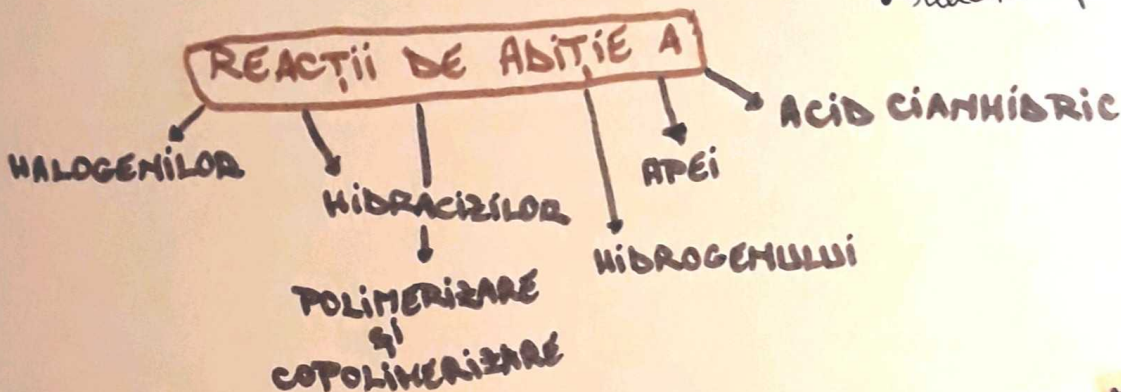 REACȚII DE ADIȚIE A
HALOGENILOR
HIDRACIZILOR
POLIMERIZARE
ȘI
COPOLIMERIZARE
HIDROGENULUI
APEI
ACID CIANHIDRIC